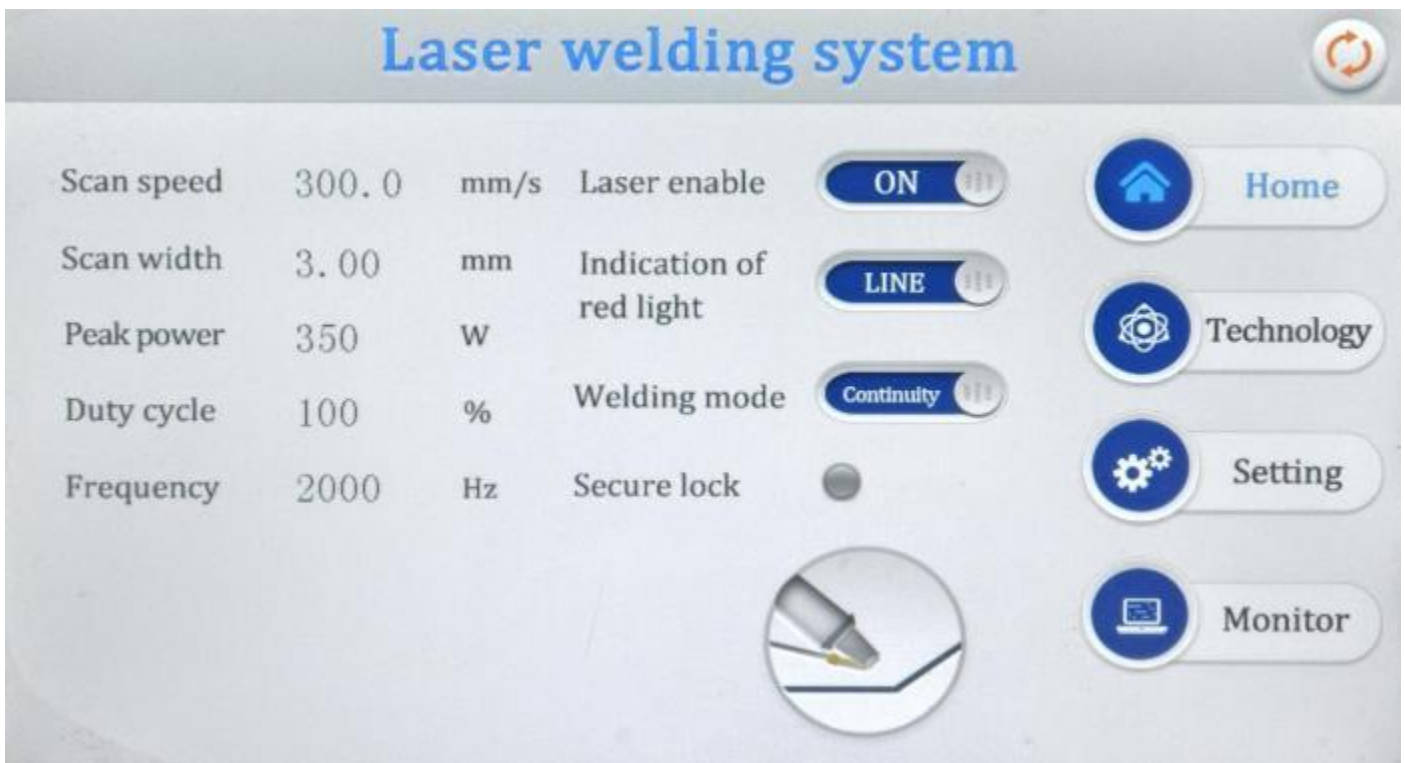 Laser welding system
Scan speed 300.0 mm/s
Scan width 3.00 mm
Peak power 350 W
Duty cycle 100 %
Frequency 2000 Hz
Laser enable ON
Indication of
red light LINE
Welding mode Continuity
Secure lock
Home
Technology
Setting
Monitor